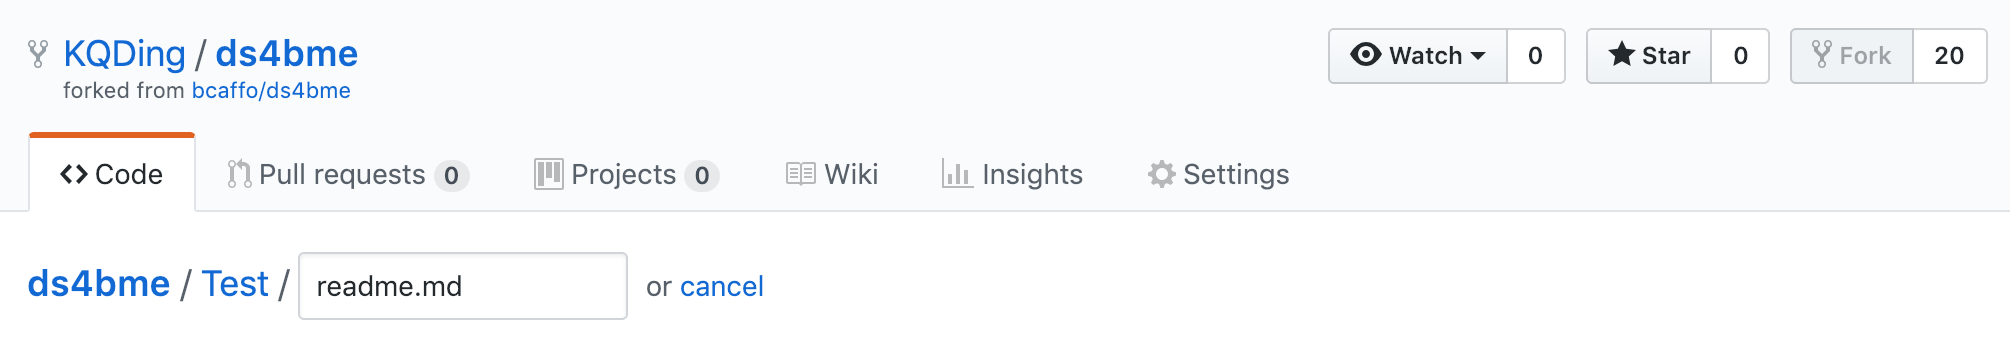 KQDing / ds4bme
Watch 0 Star 0 Fork 20
forked from bcaffo/ds4bme
Code Pull requests 0 Projects 0 Wiki Insights Settings
ds4bme / Test / readme.md or cancel